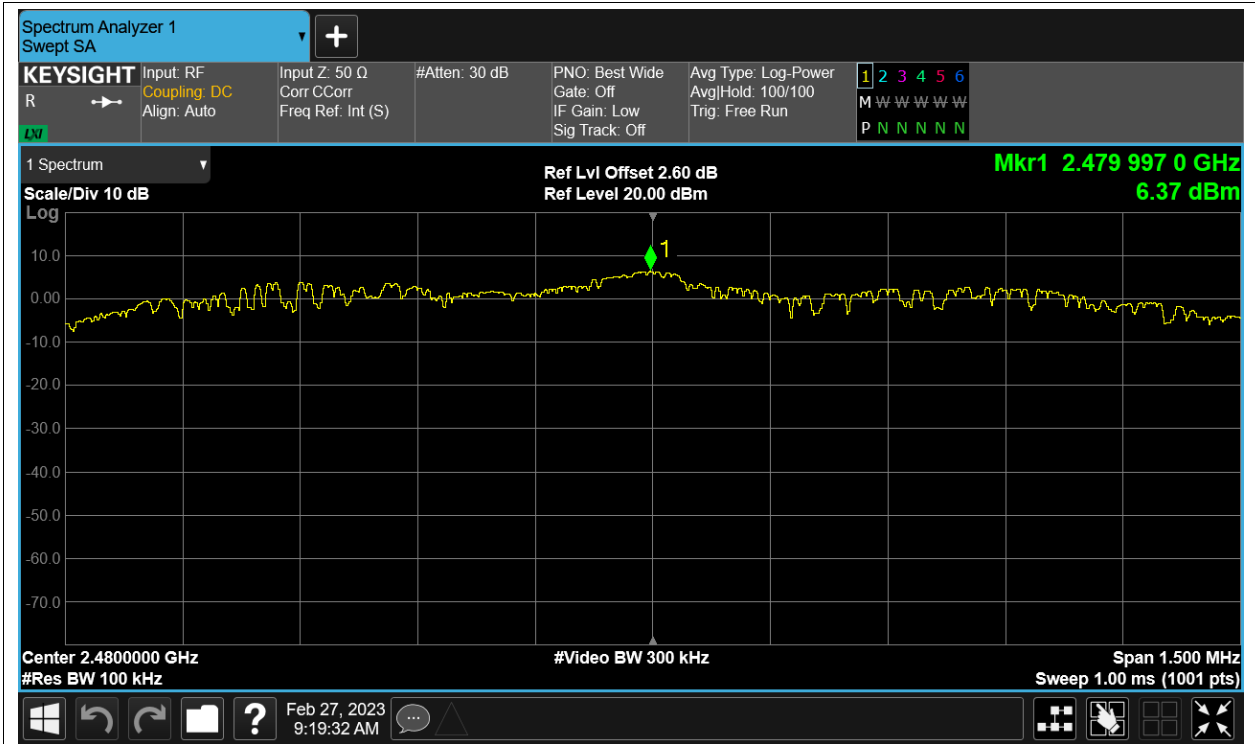 Spectrum Analyzer 1
Swept SA
+
KEYSIGHT
R
LXI
Input: RF
Coupling: DC
Align: Auto
Input Z: 50 Ω
Corr CCorr
Freq Ref: Int (S)
#Atten: 30 dB
PNO: Best Wide
Gate: Off
IF Gain: Low
Sig Track: Off
Avg Type: Log-Power
Avg|Hold: 100/100
Trig: Free Run
1 2 3 4 5 6
M W W W W W
P N N N N N
1 Spectrum
Scale/Div 10 dB
Log
Ref Lvl Offset 2.60 dB
Ref Level 20.00 dBm
Mkr1 2.479 997 0 GHz
6.37 dBm
1
10.0
0.00
-10.0
-20.0
-30.0
-40.0
-50.0
-60.0
-70.0
Center 2.4800000 GHz
#Res BW 100 kHz
#Video BW 300 kHz
Span 1.500 MHz
Sweep 1.00 ms (1001 pts)
?
Feb 27, 2023
9:19:32 AM